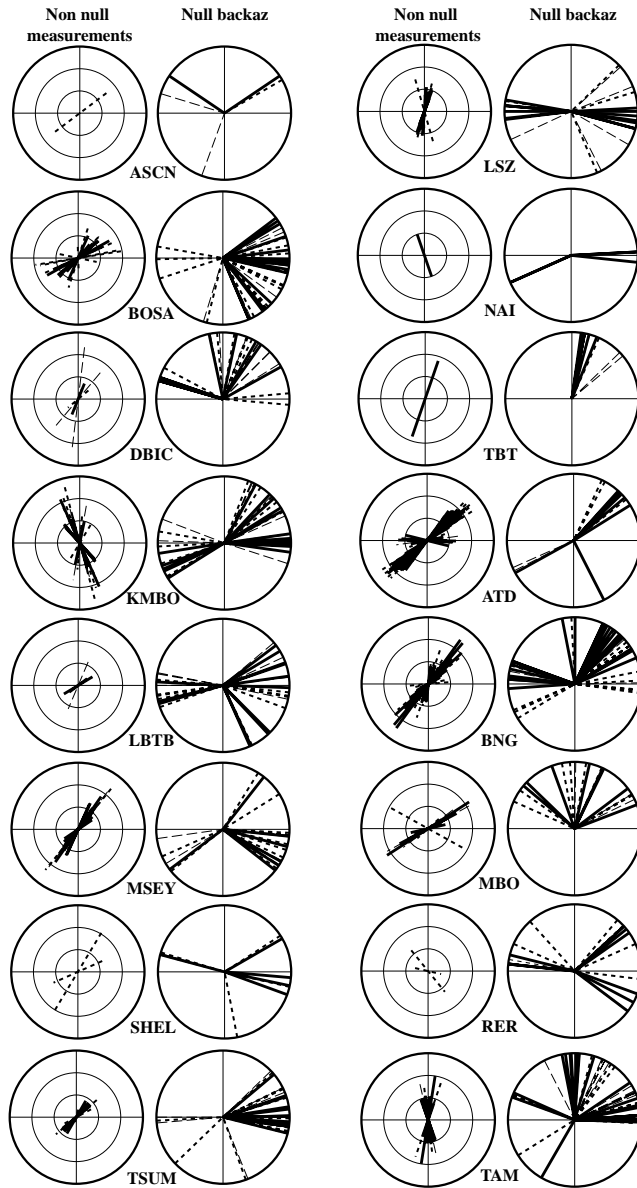 Non null
measurements
Null backaz
Non null
measurements
Null backaz
ASCN
LSZ
BOSA
NAI
DBIC
TBT
KMBO
ATD
LBTB
BNG
MSEY
MBO
SHEL
RER
TSUM
TAM